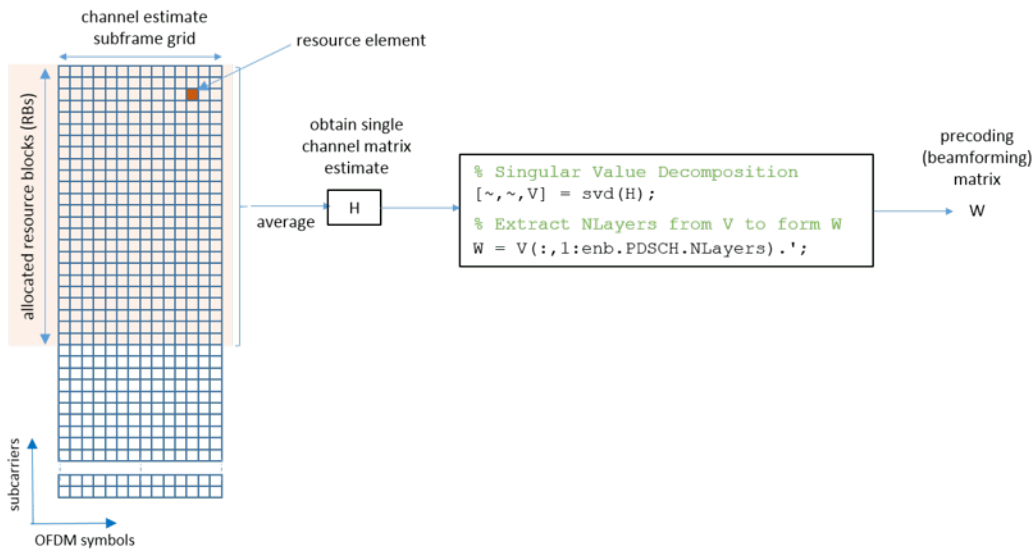 channel estimate
subframe grid
resource element
allocated resource blocks (RBs)
obtain single
channel matrix
estimate
H
average
% Singular Value Decomposition
[~,~,V] = svd(H);
% Extract NLayers from V to form W
W = V(:,1:enb.PDSCH.NLayers).';
precoding
(beamforming)
matrix
W
subcarriers
OFDM symbols